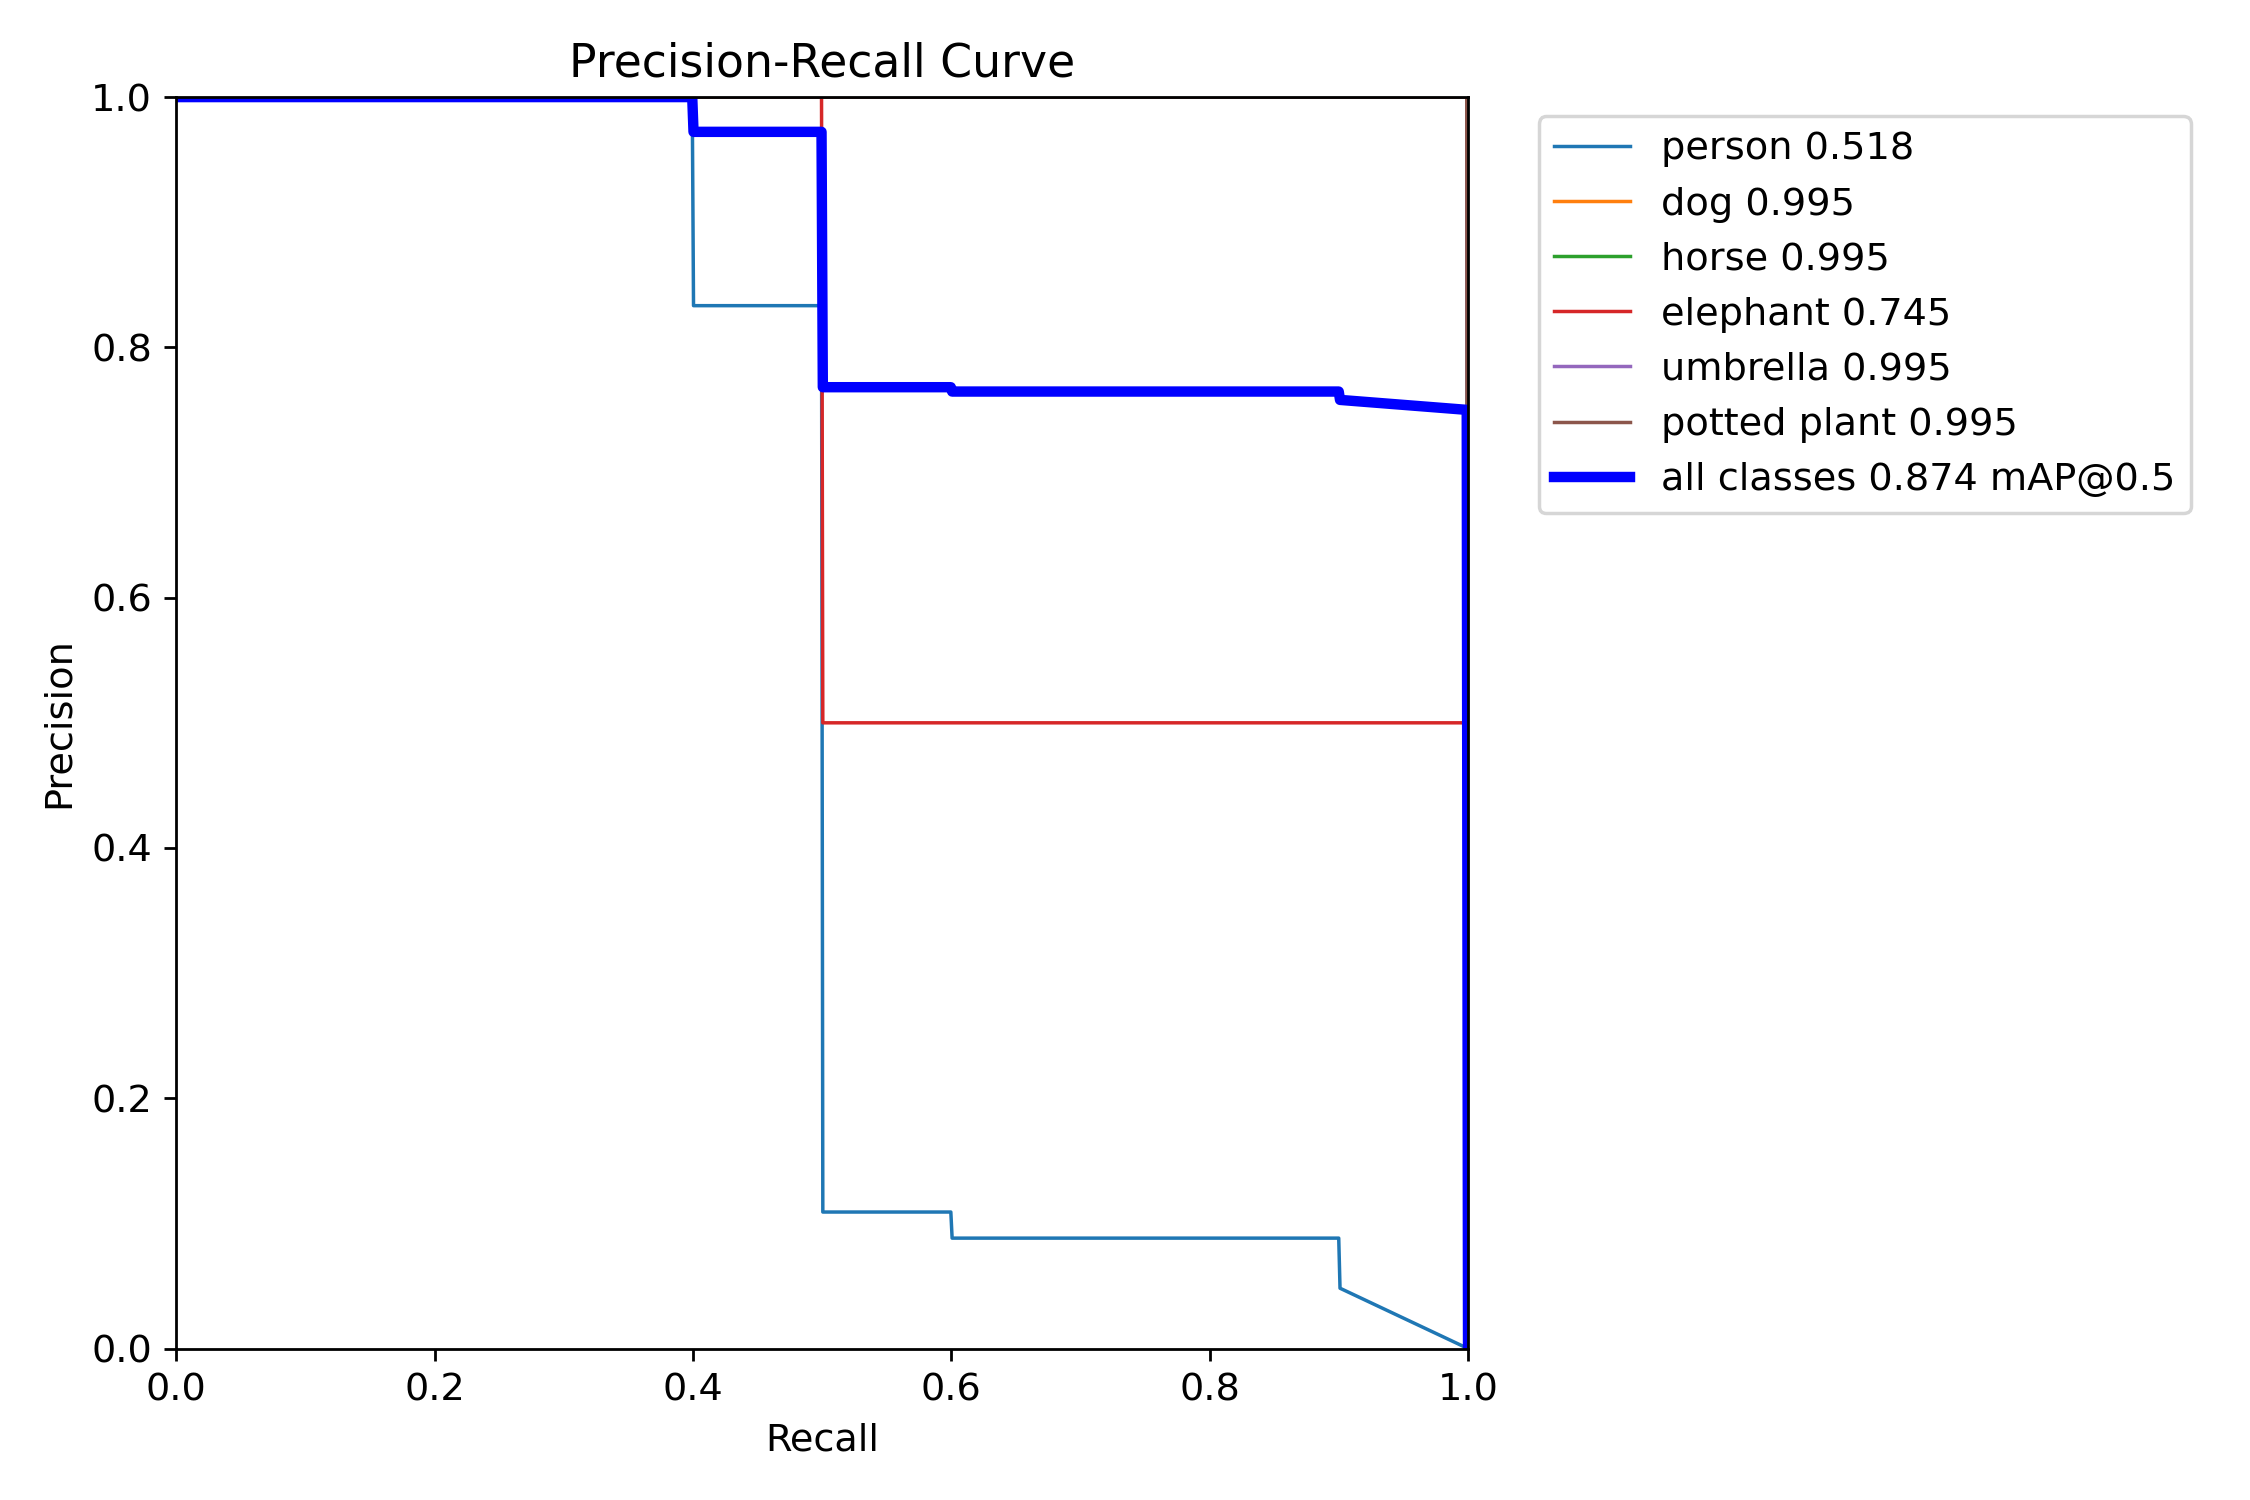 Precision-Recall Curve
1.0
0.8
0.6
0.4
0.2
0.0
Precision
0.0 0.2 0.4 0.6 0.8 1.0
Recall
person 0.518
dog 0.995
horse 0.995
elephant 0.745
umbrella 0.995
potted plant 0.995
all classes 0.874 mAP@0.5